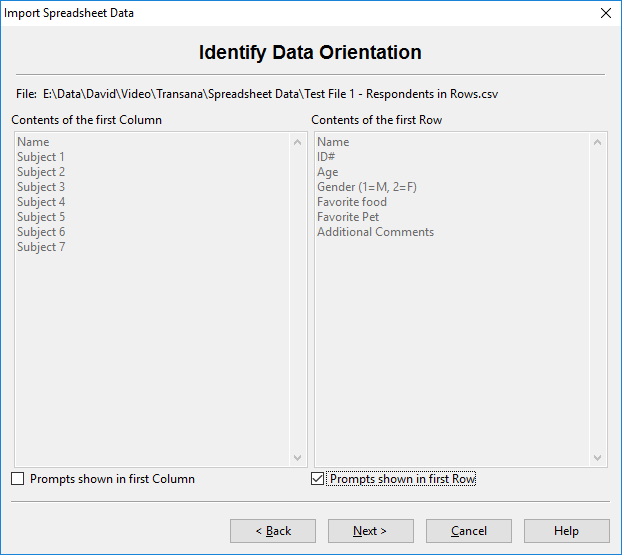 Import Spreadsheet Data
Identify Data Orientation
File: E:\Data\David\Video\Transana\Spreadsheet Data\Test File 1 - Respondents in Rows.csv
Contents of the first Column
Name
Subject 1
Subject 2
Subject 3
Subject 4
Subject 5
Subject 6
Subject 7
Prompts shown in first Column
Contents of the first Row
Name
ID#
Age
Gender (1=M, 2=F)
Favorite food
Favorite Pet
Additional Comments
Prompts shown in first Row
< Back
Next >
Cancel
Help